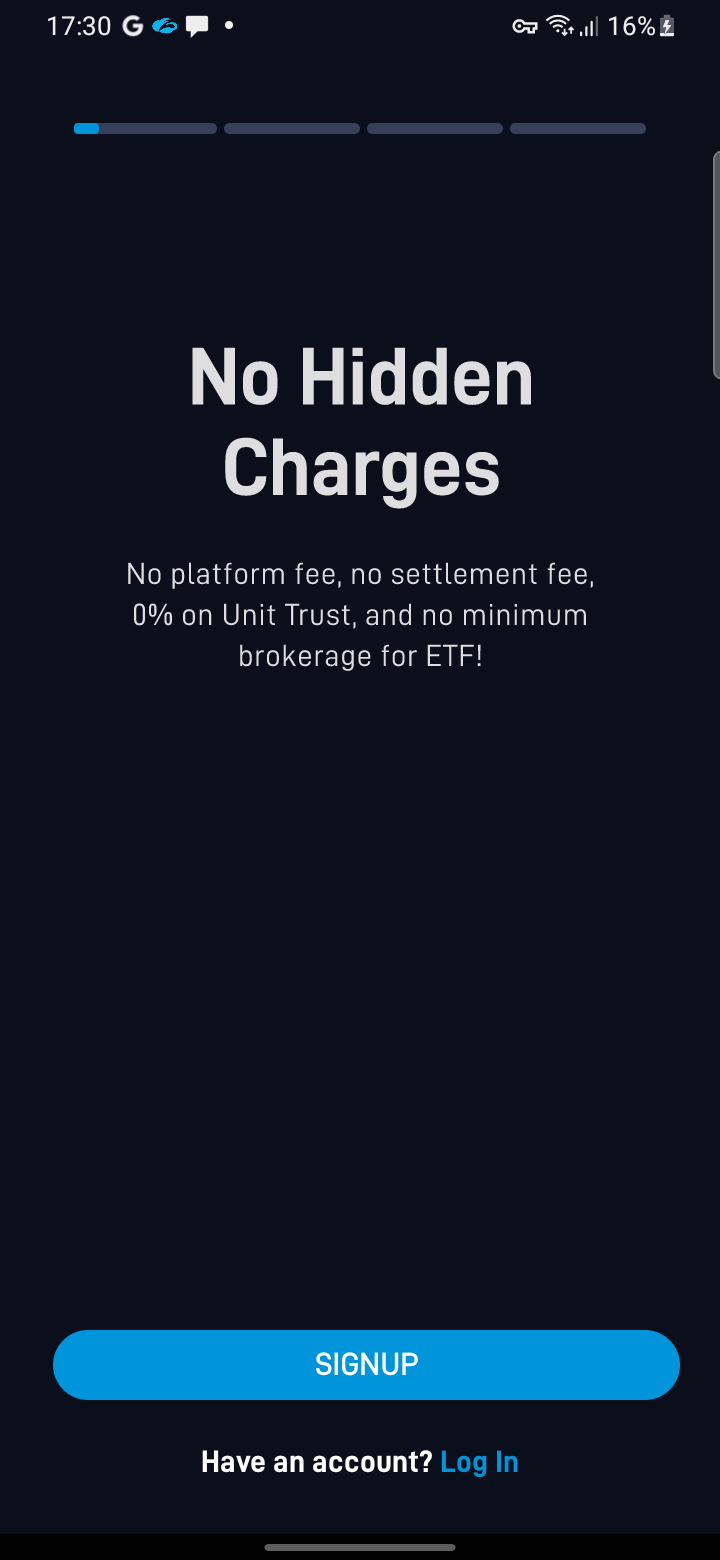 17:30
16%
No Hidden
Charges
No platform fee, no settlement fee,
0% on Unit Trust, and no minimum
brokerage for ETF!
SIGNUP
Have an account? Log In